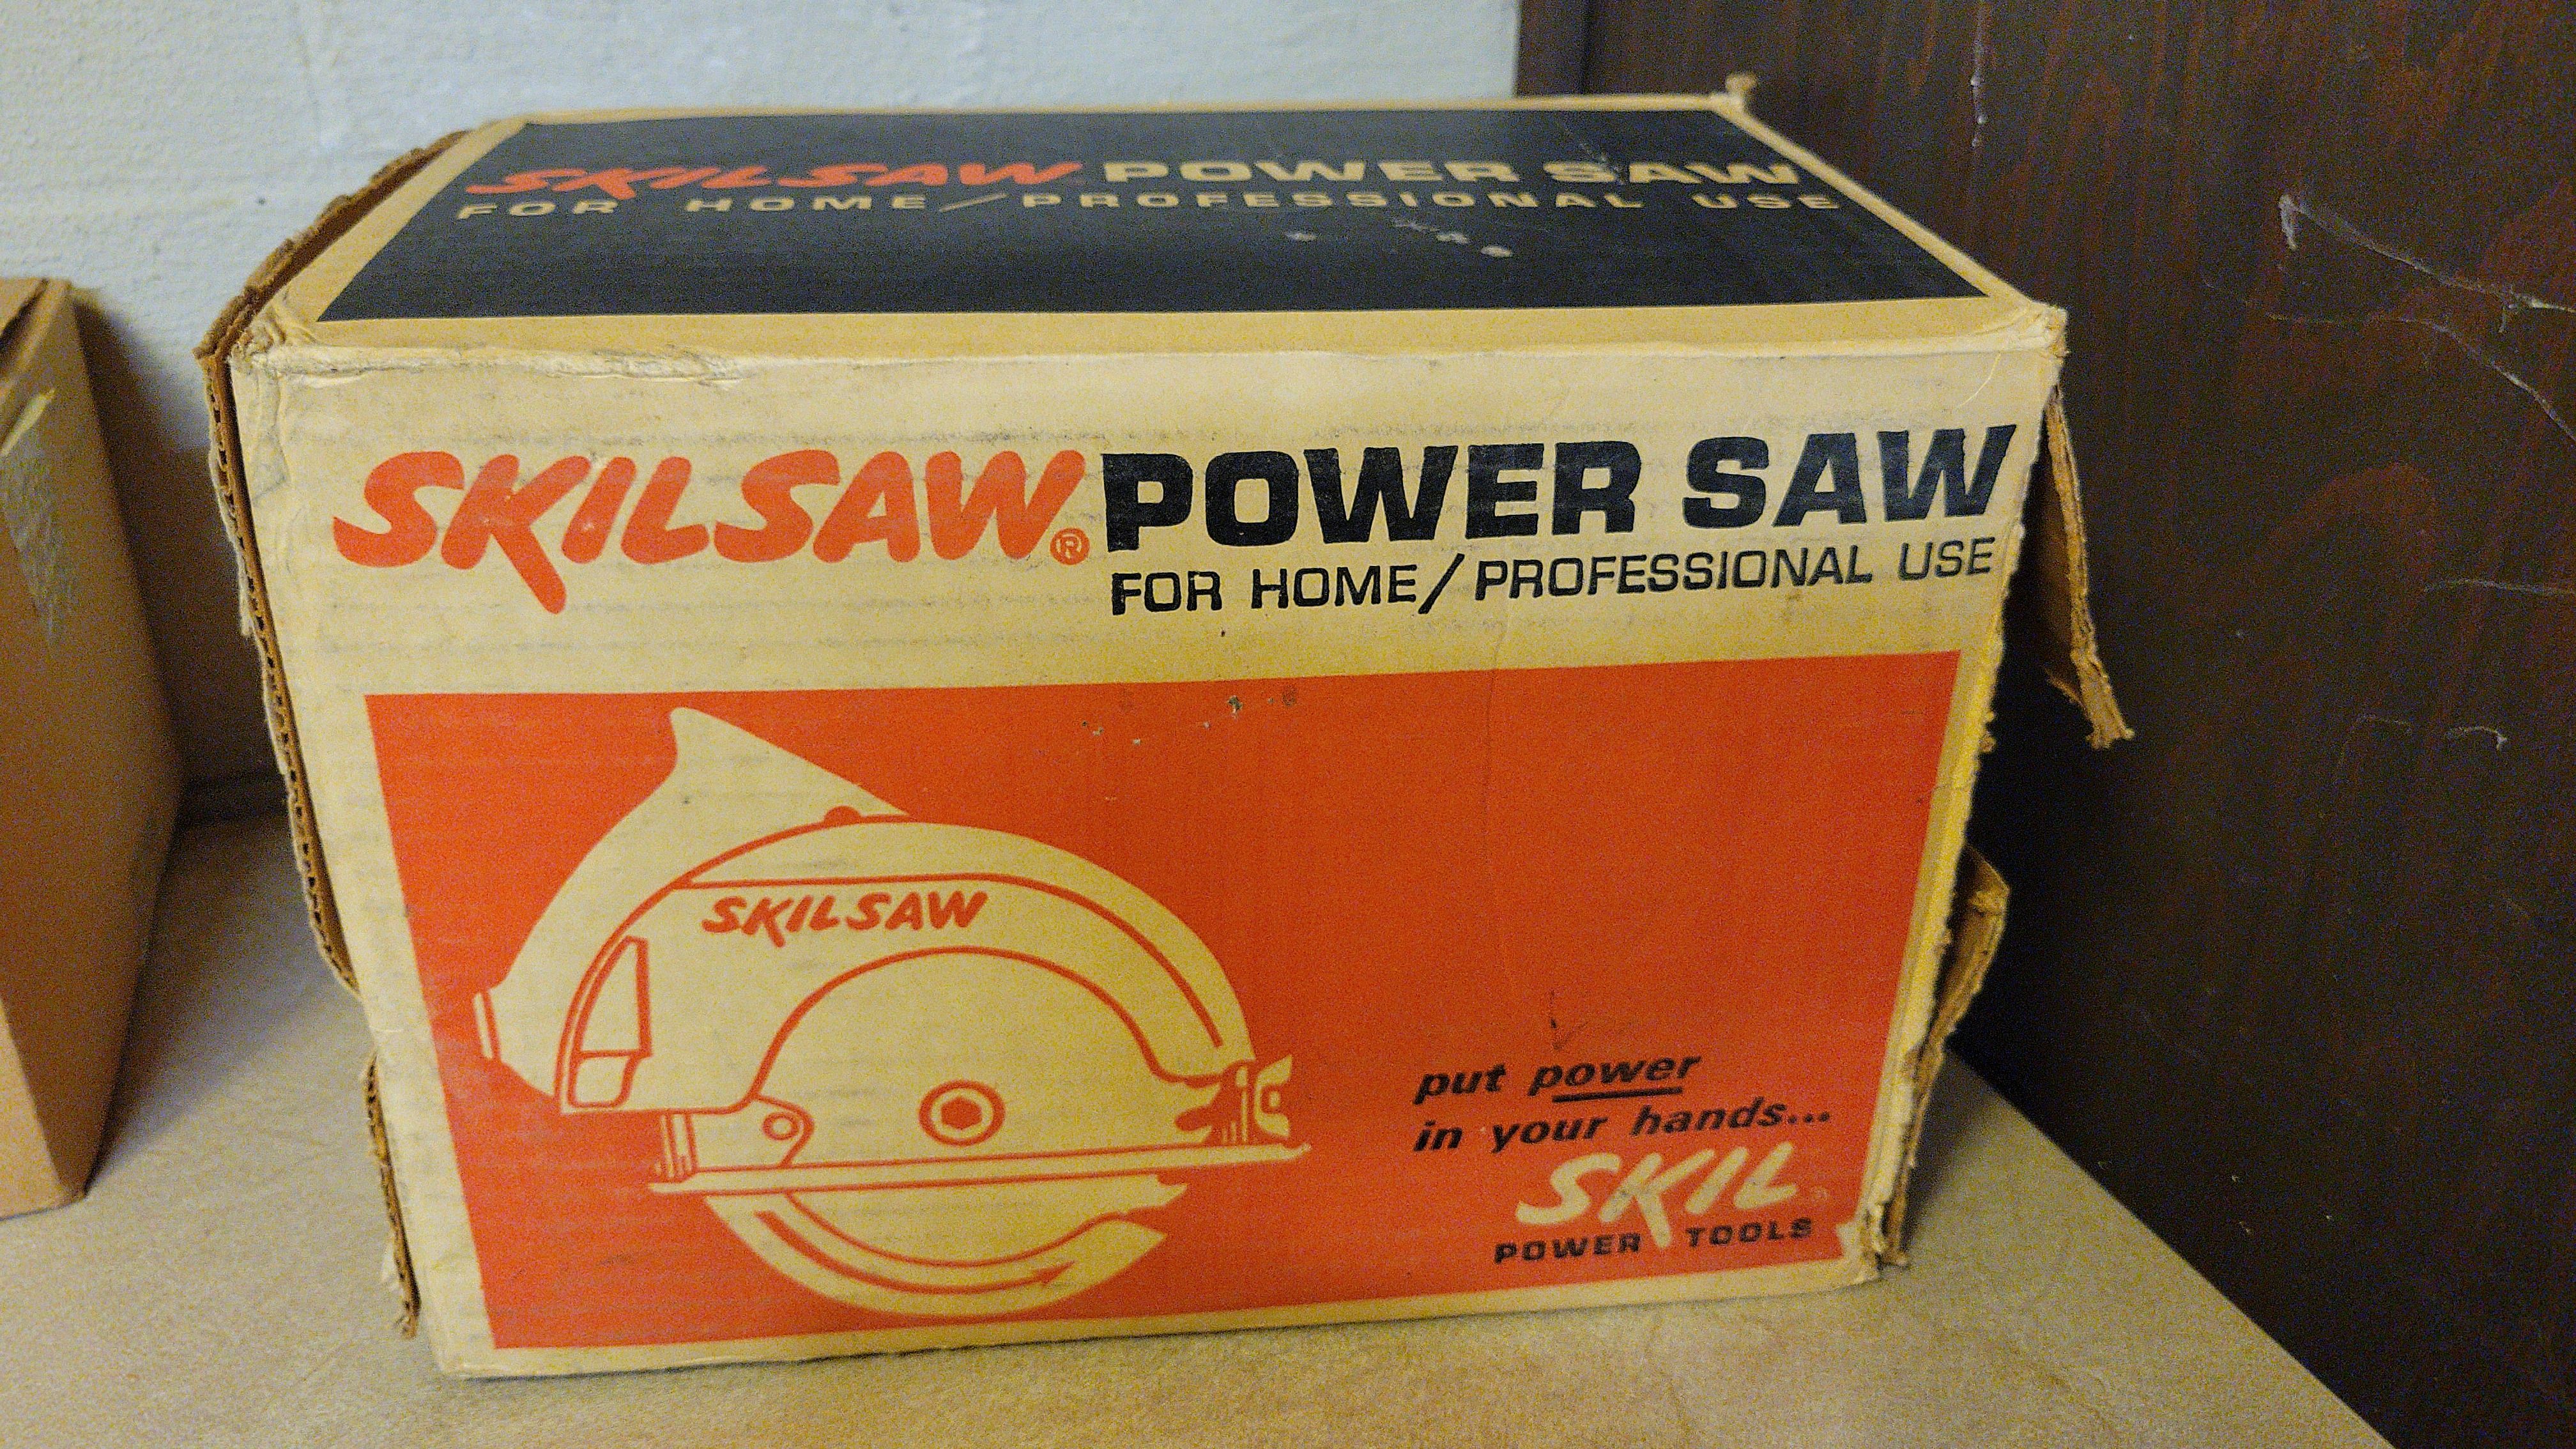 SKILSAW POWER SAW
FOR HOME/PROFESSIONAL USE
SKILSAW® POWER SAW
FOR HOME/PROFESSIONAL USE
SKILSAW
put power
in your hands...
SKIL®
POWER TOOLS